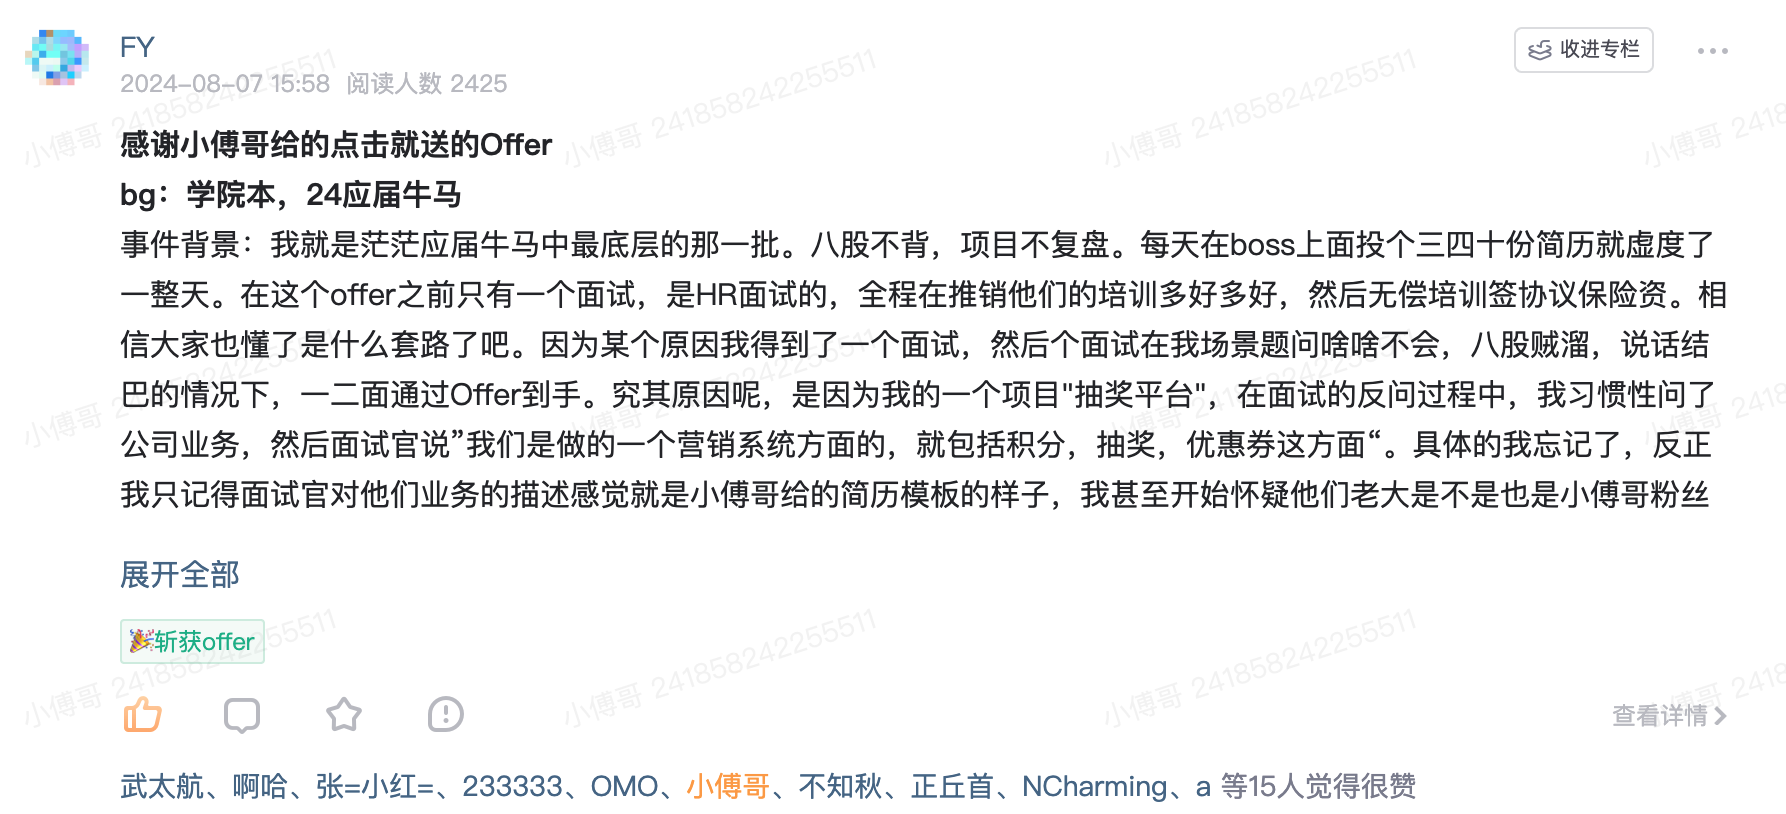 FY
收进专栏
2024-08-07 15:58 阅读人数 2425
感谢小傅哥给的点击就送的Offer
bg：学院本，24应届牛马
事件背景：我就是茫茫应届牛马中最底层的那一批。八股不背，项目不复盘。每天在boss上面投个三四十份简历就虚度了
一整天。在这个offer之前只有一个面试，是HR面试的，全程在推销他们的培训多好多好，然后无偿培训签协议保险资。相
信大家也懂了是什么套路了吧。因为某个原因我得到了一个面试，然后个面试在我场景题问啥啥不会，八股贼溜，说话结
巴的情况下，一二面通过Offer到手。究其原因呢，是因为我的一个项目"抽奖平台"，在面试的反问过程中，我习惯性问了
公司业务，然后面试官说”我们是做的一个营销系统方面的，就包括积分，抽奖，优惠券这方面“。具体的我忘记了，反正
我只记得面试官对他们业务的描述感觉就是小傅哥给的简历模板的样子，我甚至开始怀疑他们老大是不是也是小傅哥粉丝
展开全部
🎉斩获offer
查看详情
武太航、啊哈、张=小红=、233333、OMO、小傅哥、不知秋、正丘首、NCharming、a 等15人觉得很赞
小傅哥 241858242255511